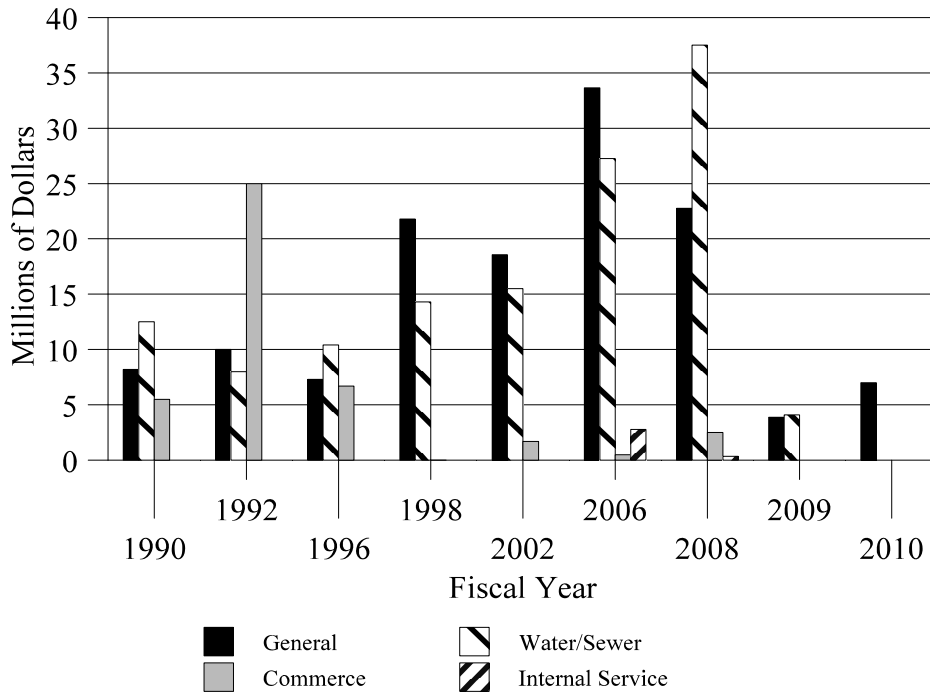 40
35
30
25
20
15
10
5
0
Millions of Dollars
1992 1998 2006 2009
1990 1996 2002 2008 2010
Fiscal Year
General Water/Sewer
Commerce Internal Service